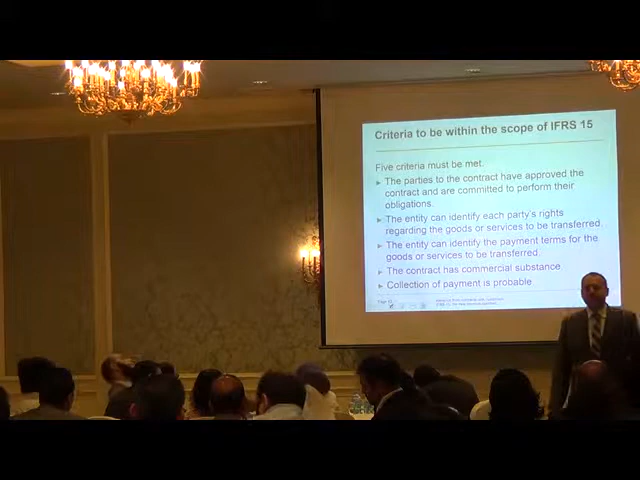 Criteria to be within the scope of IFRS 15
Five criteria must be met.
The parties to the contract have approved the
contract and are committed to perform their
obligations.
The entity can identify each party's rights
regarding the goods or services to be transferred.
The entity can identify the payment terms for the
goods or services to be transferred.
The contract has commercial substance
Collection of payment is probable